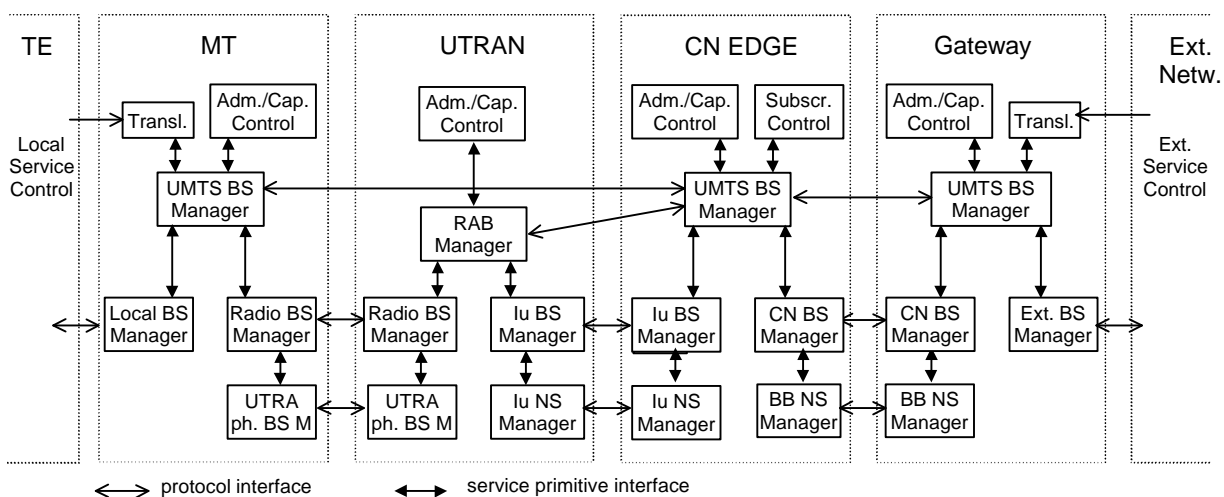 TE
MT
UTRAN
CN EDGE
Gateway
Ext.
Netw.
Transl.
Adm./Cap.
Control
Adm./Cap.
Control
Adm./Cap.
Control
Subscr.
Control
Adm./Cap.
Control
Transl.
Local
Service
Control
Ext.
Service
Control
UMTS BS
Manager
RAB
Manager
UMTS BS
Manager
UMTS BS
Manager
Local BS
Manager
Radio BS
Manager
Radio BS
Manager
Iu BS
Manager
Iu BS
Manager
CN BS
Manager
CN BS
Manager
Ext. BS
Manager
UTRA
ph. BS M
UTRA
ph. BS M
Iu NS
Manager
Iu NS
Manager
BB NS
Manager
BB NS
Manager
protocol interface
service primitive interface